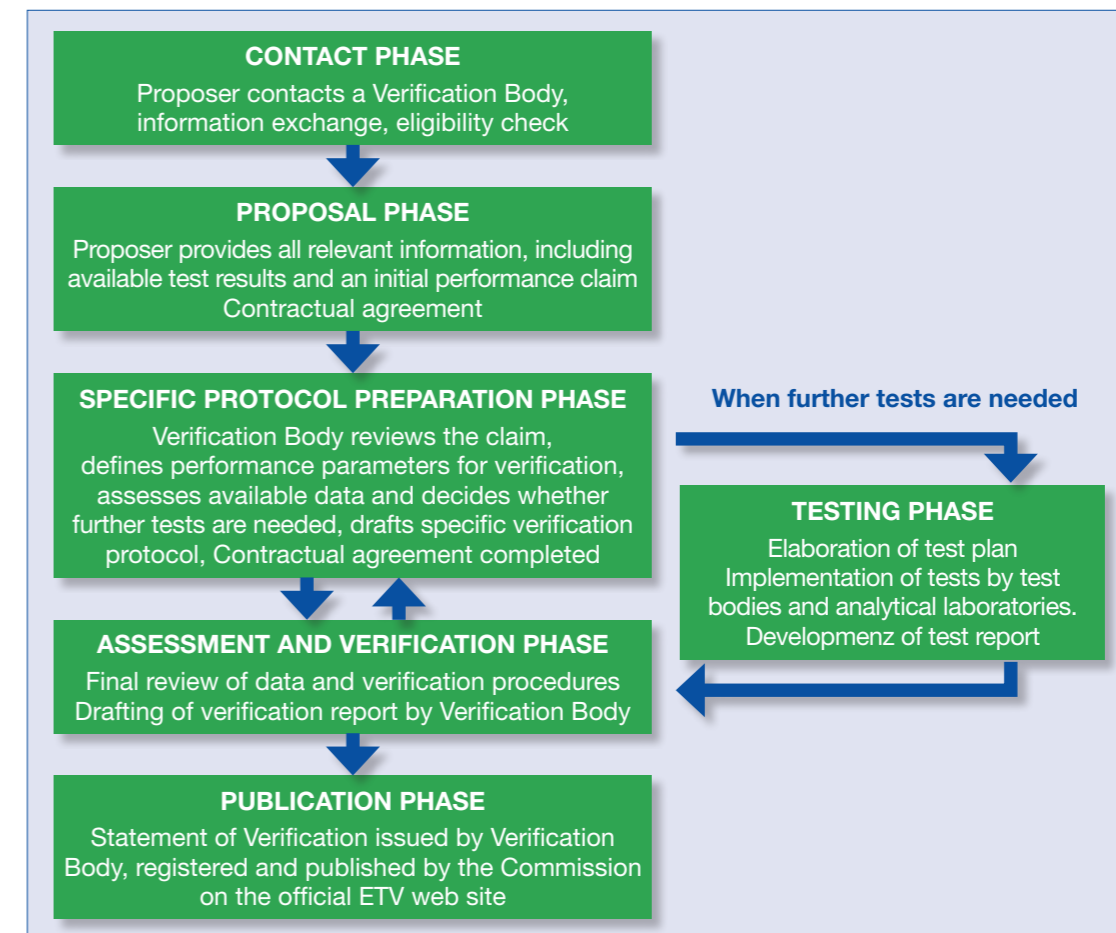 CONTACT PHASE
Proposer contacts a Verification Body,
information exchange, eligibility check
PROPOSAL PHASE
Proposer provides all relevant information, including
available test results and an initial performance claim
Contractual agreement
SPECIFIC PROTOCOL PREPARATION PHASE
Verification Body reviews the claim,
defines performance parameters for verification,
assesses available data and decides whether
further tests are needed, drafts specific verification
protocol, Contractual agreement completed
When further tests are needed
TESTING PHASE
Elaboration of test plan
Implementation of tests by test
bodies and analytical laboratories.
Developmenz of test report
ASSESSMENT AND VERIFICATION PHASE
Final review of data and verification procedures
Drafting of verification report by Verification Body
PUBLICATION PHASE
Statement of Verification issued by Verification
Body, registered and published by the Commission
on the official ETV web site